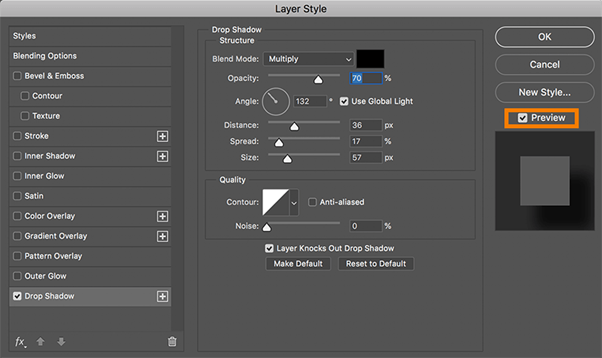 Layer Style
Styles
Blending Options
Bevel & Emboss
Contour
Texture
Stroke
Inner Shadow
Inner Glow
Satin
Color Overlay
Gradient Overlay
Pattern Overlay
Outer Glow
Drop Shadow
fx
Drop Shadow
Structure
Blend Mode: Multiply
Opacity: 70 %
Angle: 132 ° Use Global Light
Distance: 36 px
Spread: 17 %
Size: 57 px
Quality
Contour: Anti-aliased
Noise: 0 %
Layer Knocks Out Drop Shadow
Make Default Reset to Default
OK
Cancel
New Style...
Preview